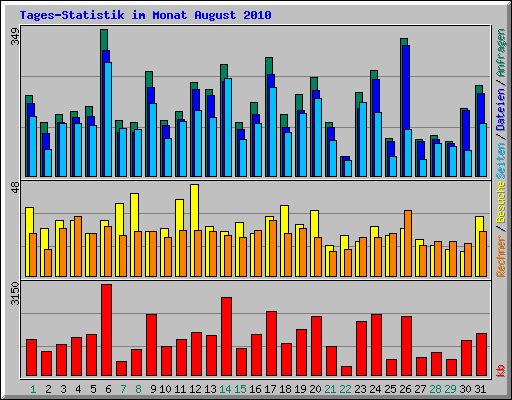 Tages-Statistik im Monat August 2010
349
48
3150
Rechner / Besuche
Seiten / Dateien / Anfragen
kb
1 2 3 4 5 6 7 8 9 10 11 12 13 14 15 16 17 18 19 20 21 22 23 24 25 26 27 28 29 30 31